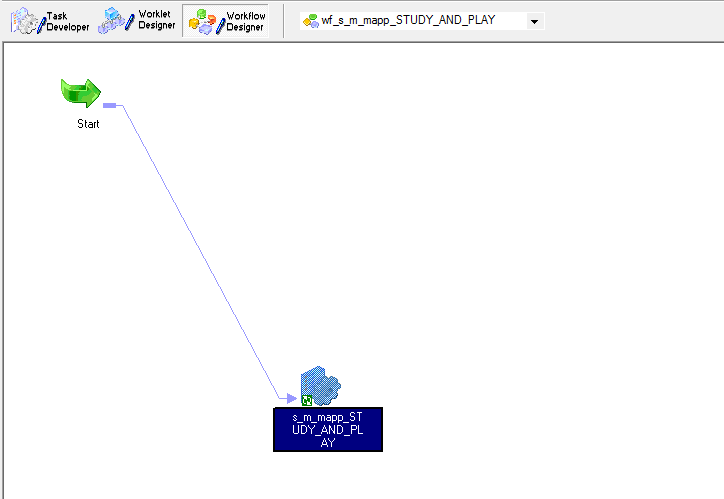 Task
Developer
Worklet
Designer
Workflow
Designer
wf_s_m_mapp_STUDY_AND_PLAY
Start
s_m_mapp_ST
UDY_AND_PL
AY